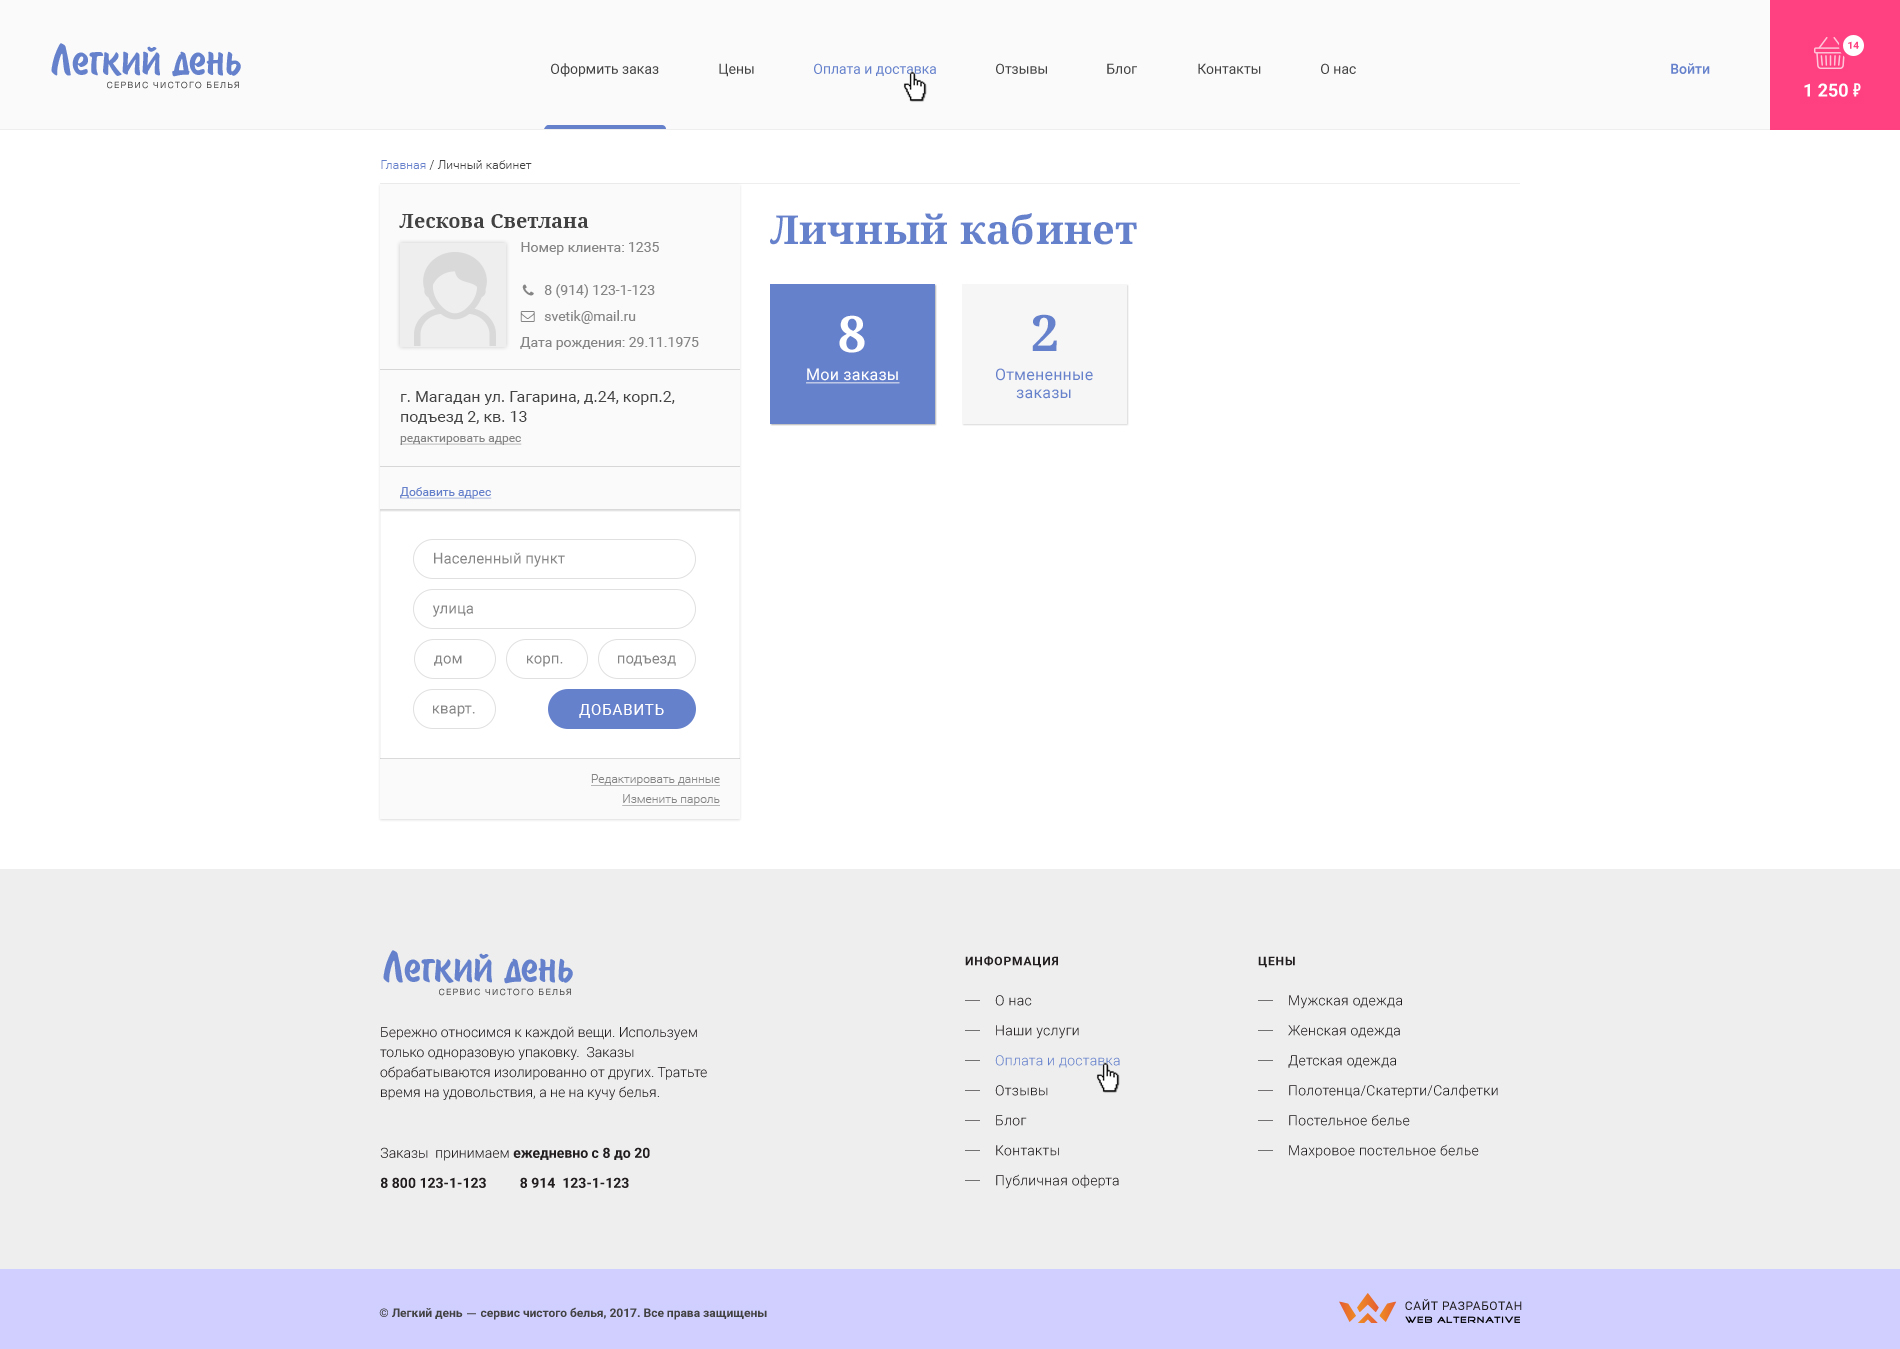 Легкий день
СЕРВИС ЧИСТОГО БЕЛЬЯ
Оформить заказ
Цены
Оплата и доставка
Отзывы
Блог
Контакты
О нас
Войти
14
1 250 ₽
Главная / Личный кабинет
Лескова Светлана
Номер клиента: 1235
8 (914) 123-1-123
svetik@mail.ru
Дата рождения: 29.11.1975
г. Магадан ул. Гагарина, д.24, корп.2,
подъезд 2, кв. 13
редактировать адрес
Добавить адрес
Населенный пункт
улица
дом
корп.
подъезд
кварт.
ДОБАВИТЬ
Редактировать данные
Изменить пароль
Личный кабинет
8
Мои заказы
2
Отмененные
заказы
Легкий день
СЕРВИС ЧИСТОГО БЕЛЬЯ
Бережно относимся к каждой вещи. Используем
только одноразовую упаковку. Заказы
обрабатываются изолированно от других. Тратьте
время на удовольствия, а не на кучу белья.
Заказы принимаем ежедневно с 8 до 20
8 800 123-1-123
8 914 123-1-123
ИНФОРМАЦИЯ
— О нас
— Наши услуги
— Оплата и доставка
— Отзывы
— Блог
— Контакты
— Публичная оферта
ЦЕНЫ
— Мужская одежда
— Женская одежда
— Детская одежда
— Полотенца/Скатерти/Салфетки
— Постельное белье
— Махровое постельное белье
© Легкий день — сервис чистого белья, 2017. Все права защищены
САЙТ РАЗРАБОТАН
WEB ALTERNATIVE